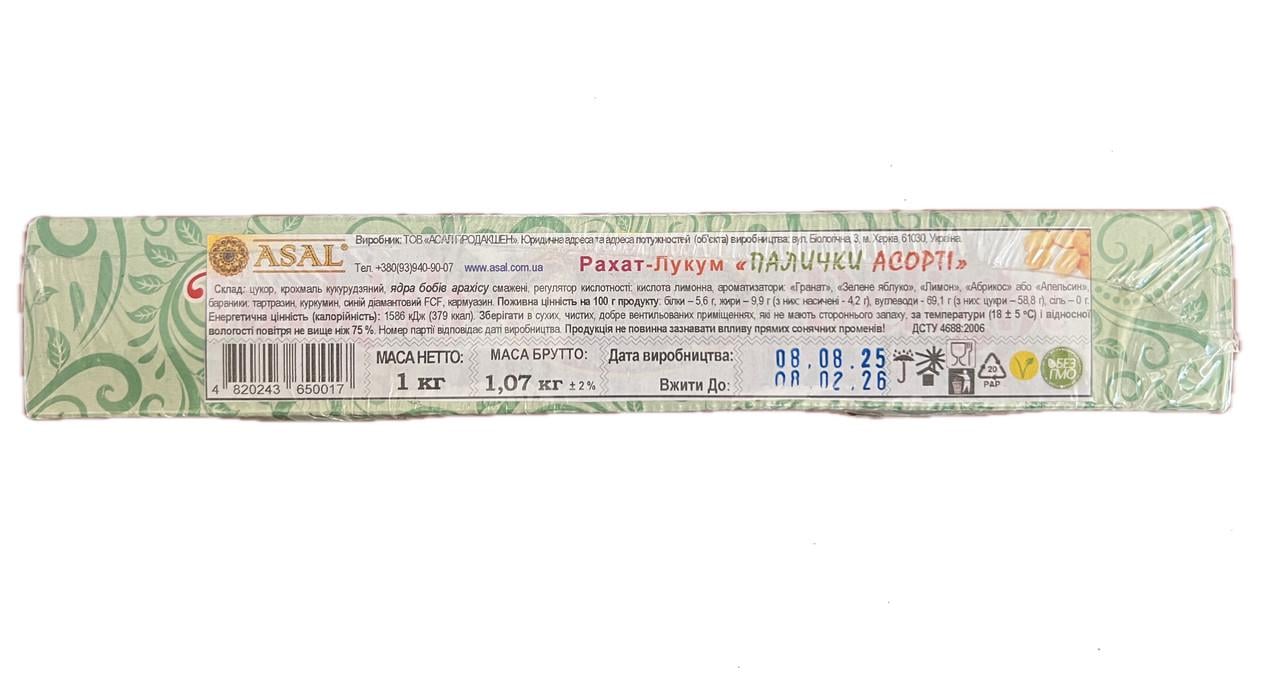 ASAL®
Виробник: ТОВ «АСАЛ ПРОДАКШЕН». Юридична адреса та адреса потужностей (об'єкта) виробництва: вул. Біологічна, 3, м. Харків, 61030, Україна.
Тел. +380(93)940-90-07 www.asal.com.ua
Рахат-Лукум «ПАЛИЧКИ АСОРТІ»
Склад: цукор, крохмаль кукурудзяний, ядра бобів арахісу смажені, регулятор кислотності: кислота лимонна, ароматизатори: «Гранат», «Зелене яблуко», «Лимон», «Абрикос» або «Апельсин»,
барвники: тартразин, куркумин, синій діамантовий FCF, кармуазин. Поживна цінність на 100 г продукту: білки – 5,6 г, жири – 9,9 г (з них: насичені - 4,2 г), вуглеводи - 69,1 г (з них: цукри – 58,8 г), сіль – 0 г.
Енергетична цінність (калорійність): 1586 кДж (379 ккал). Зберігати в сухих, чистих, добре вентильованих приміщеннях, які не мають стороннього запаху, за температури (18 ± 5 °С) і відносної
вологості повітря не вище ніж 75 %. Номер партії відповідає даті виробництва. Продукція не повинна зазнавати впливу прямих сонячних променів! ДСТУ 4688:2006
4 820243 650017
МАСА НЕТТО:
1 кг
МАСА БРУТТО:
1,07 кг ± 2 %
Дата виробництва: 08.08.25
Вжити До: 08.02.26
20
PAP
V
БЕЗ
ГМО